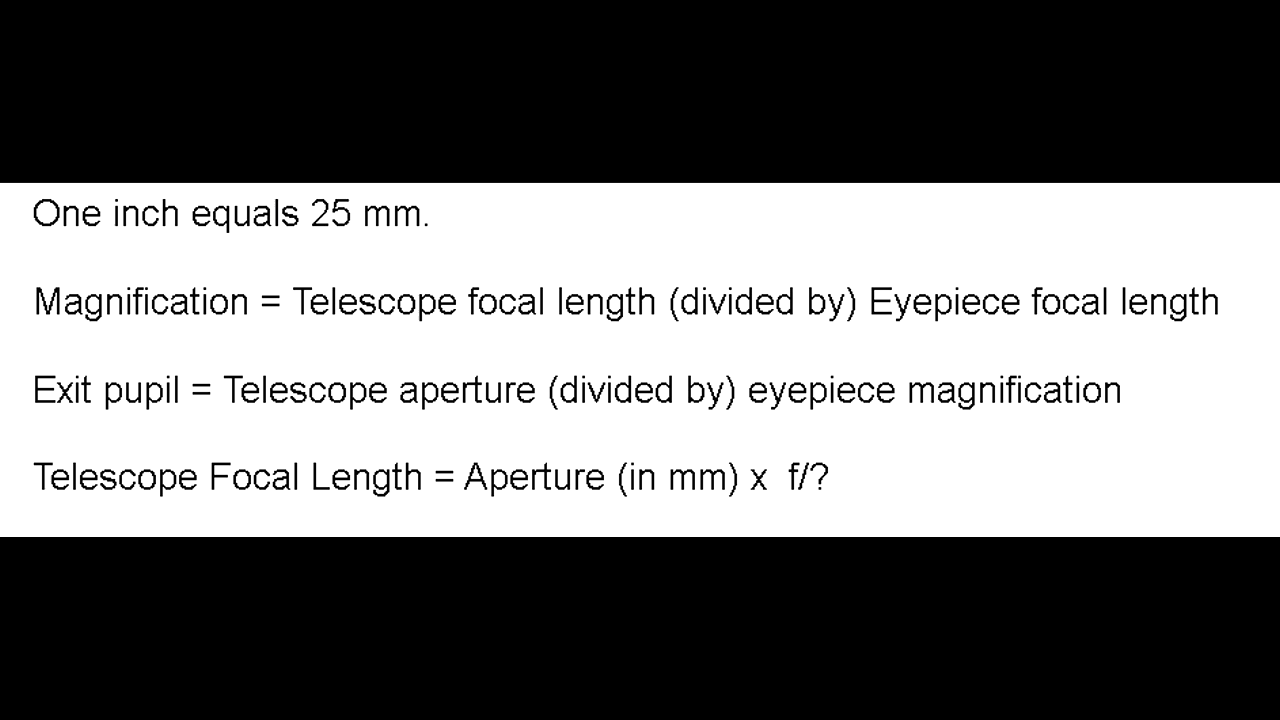 One inch equals 25 mm.
Magnification = Telescope focal length (divided by) Eyepiece focal length
Exit pupil = Telescope aperture (divided by) eyepiece magnification
Telescope Focal Length = Aperture (in mm) x  f/?